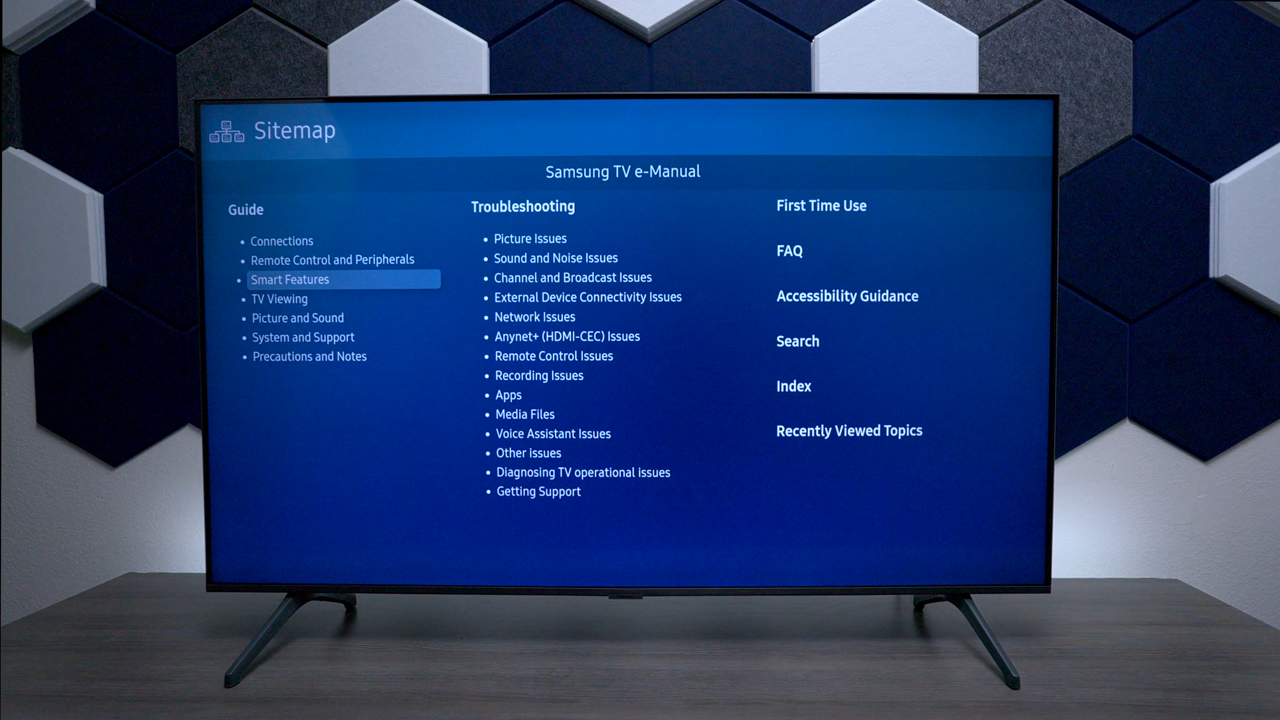 Sitemap
Samsung TV e-Manual
Guide
• Connections
• Remote Control and Peripherals
• Smart Features
• TV Viewing
• Picture and Sound
• System and Support
• Precautions and Notes
Troubleshooting
• Picture Issues
• Sound and Noise Issues
• Channel and Broadcast Issues
• External Device Connectivity Issues
• Network Issues
• Anynet+ (HDMI-CEC) Issues
• Remote Control Issues
• Recording Issues
• Apps
• Media Files
• Voice Assistant Issues
• Other issues
• Diagnosing TV operational issues
• Getting Support
First Time Use
FAQ
Accessibility Guidance
Search
Index
Recently Viewed Topics